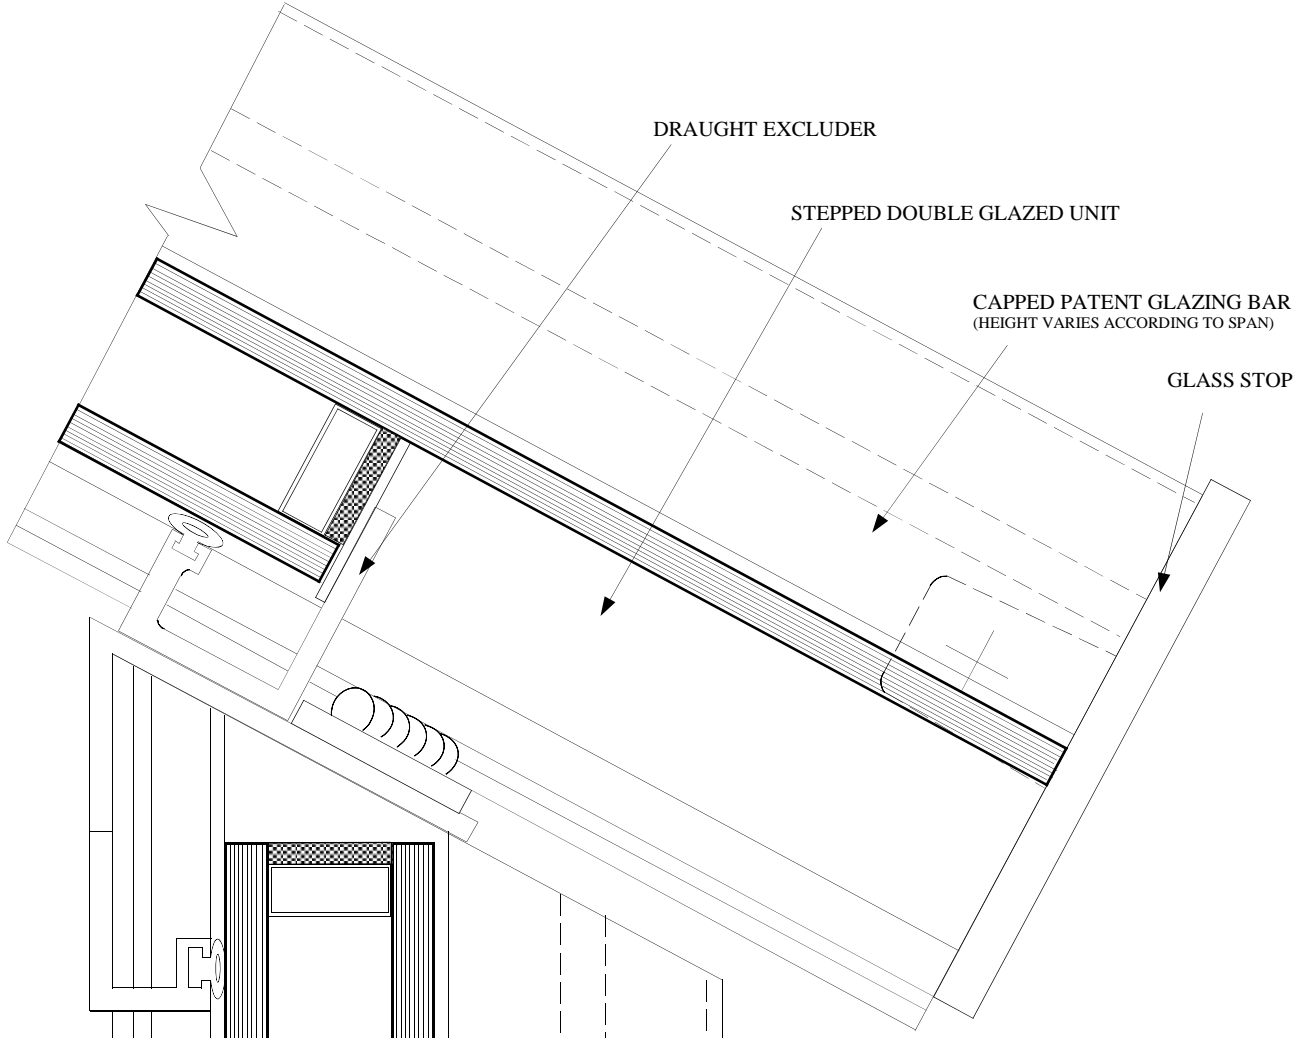 DRAUGHT EXCLUDER
STEPPED DOUBLE GLAZED UNIT
CAPPED PATENT GLAZING BAR
(HEIGHT VARIES ACCORDING TO SPAN)
GLASS STOP